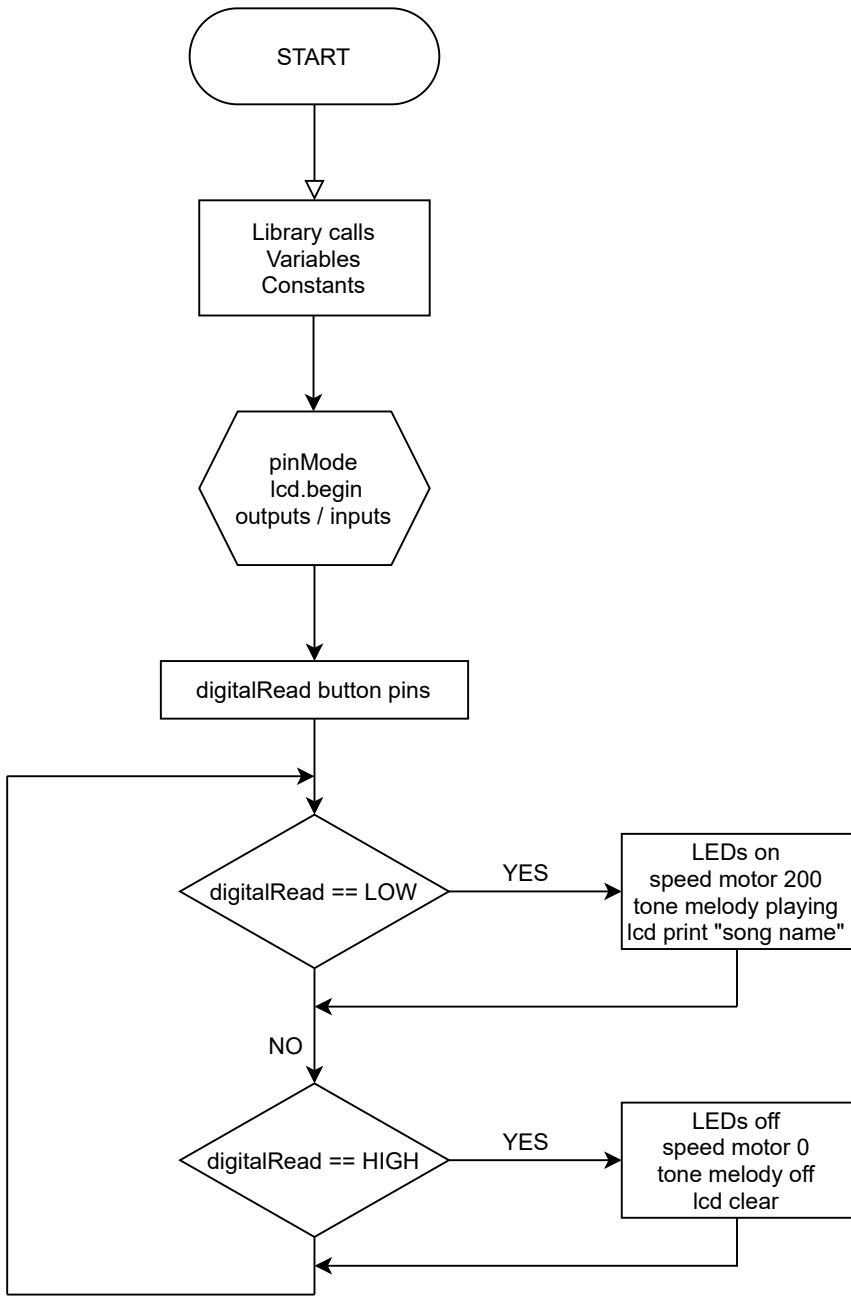 START
Library calls
Variables
Constants
pinMode
lcd.begin
outputs / inputs
digitalRead button pins
digitalRead == LOW
YES
LEDs on
speed motor 200
tone melody playing
lcd print "song name"
NO
digitalRead == HIGH
YES
LEDs off
speed motor 0
tone melody off
lcd clear